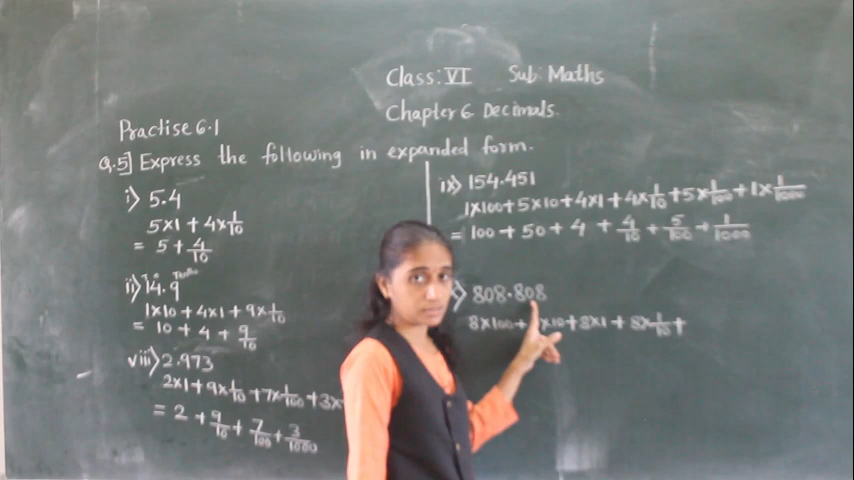 Class: VI Sub: Maths
Chapter 6 Decimals.
Practise 6.1
Q.5] Express the following in expanded form.
i) 5.4
5×1 + 4×1/10
= 5 + 4/10
ii) 14.9
1×10 + 4×1 + 9×1/10
= 10 + 4 + 9/10
viii) 2.973
2×1 + 9×1/10 + 7×1/100 + 3×
= 2 + 9/10 + 7/100 + 3/1000
ix) 154.451
1×100 + 5×10 + 4×1 + 4×1/10 + 5×1/100 + 1×1/1000
= 100 + 50 + 4 + 4/10 + 5/100 + 1/1000
808.808
8×100 + ×10 + 8×1 + 8×1/10 +